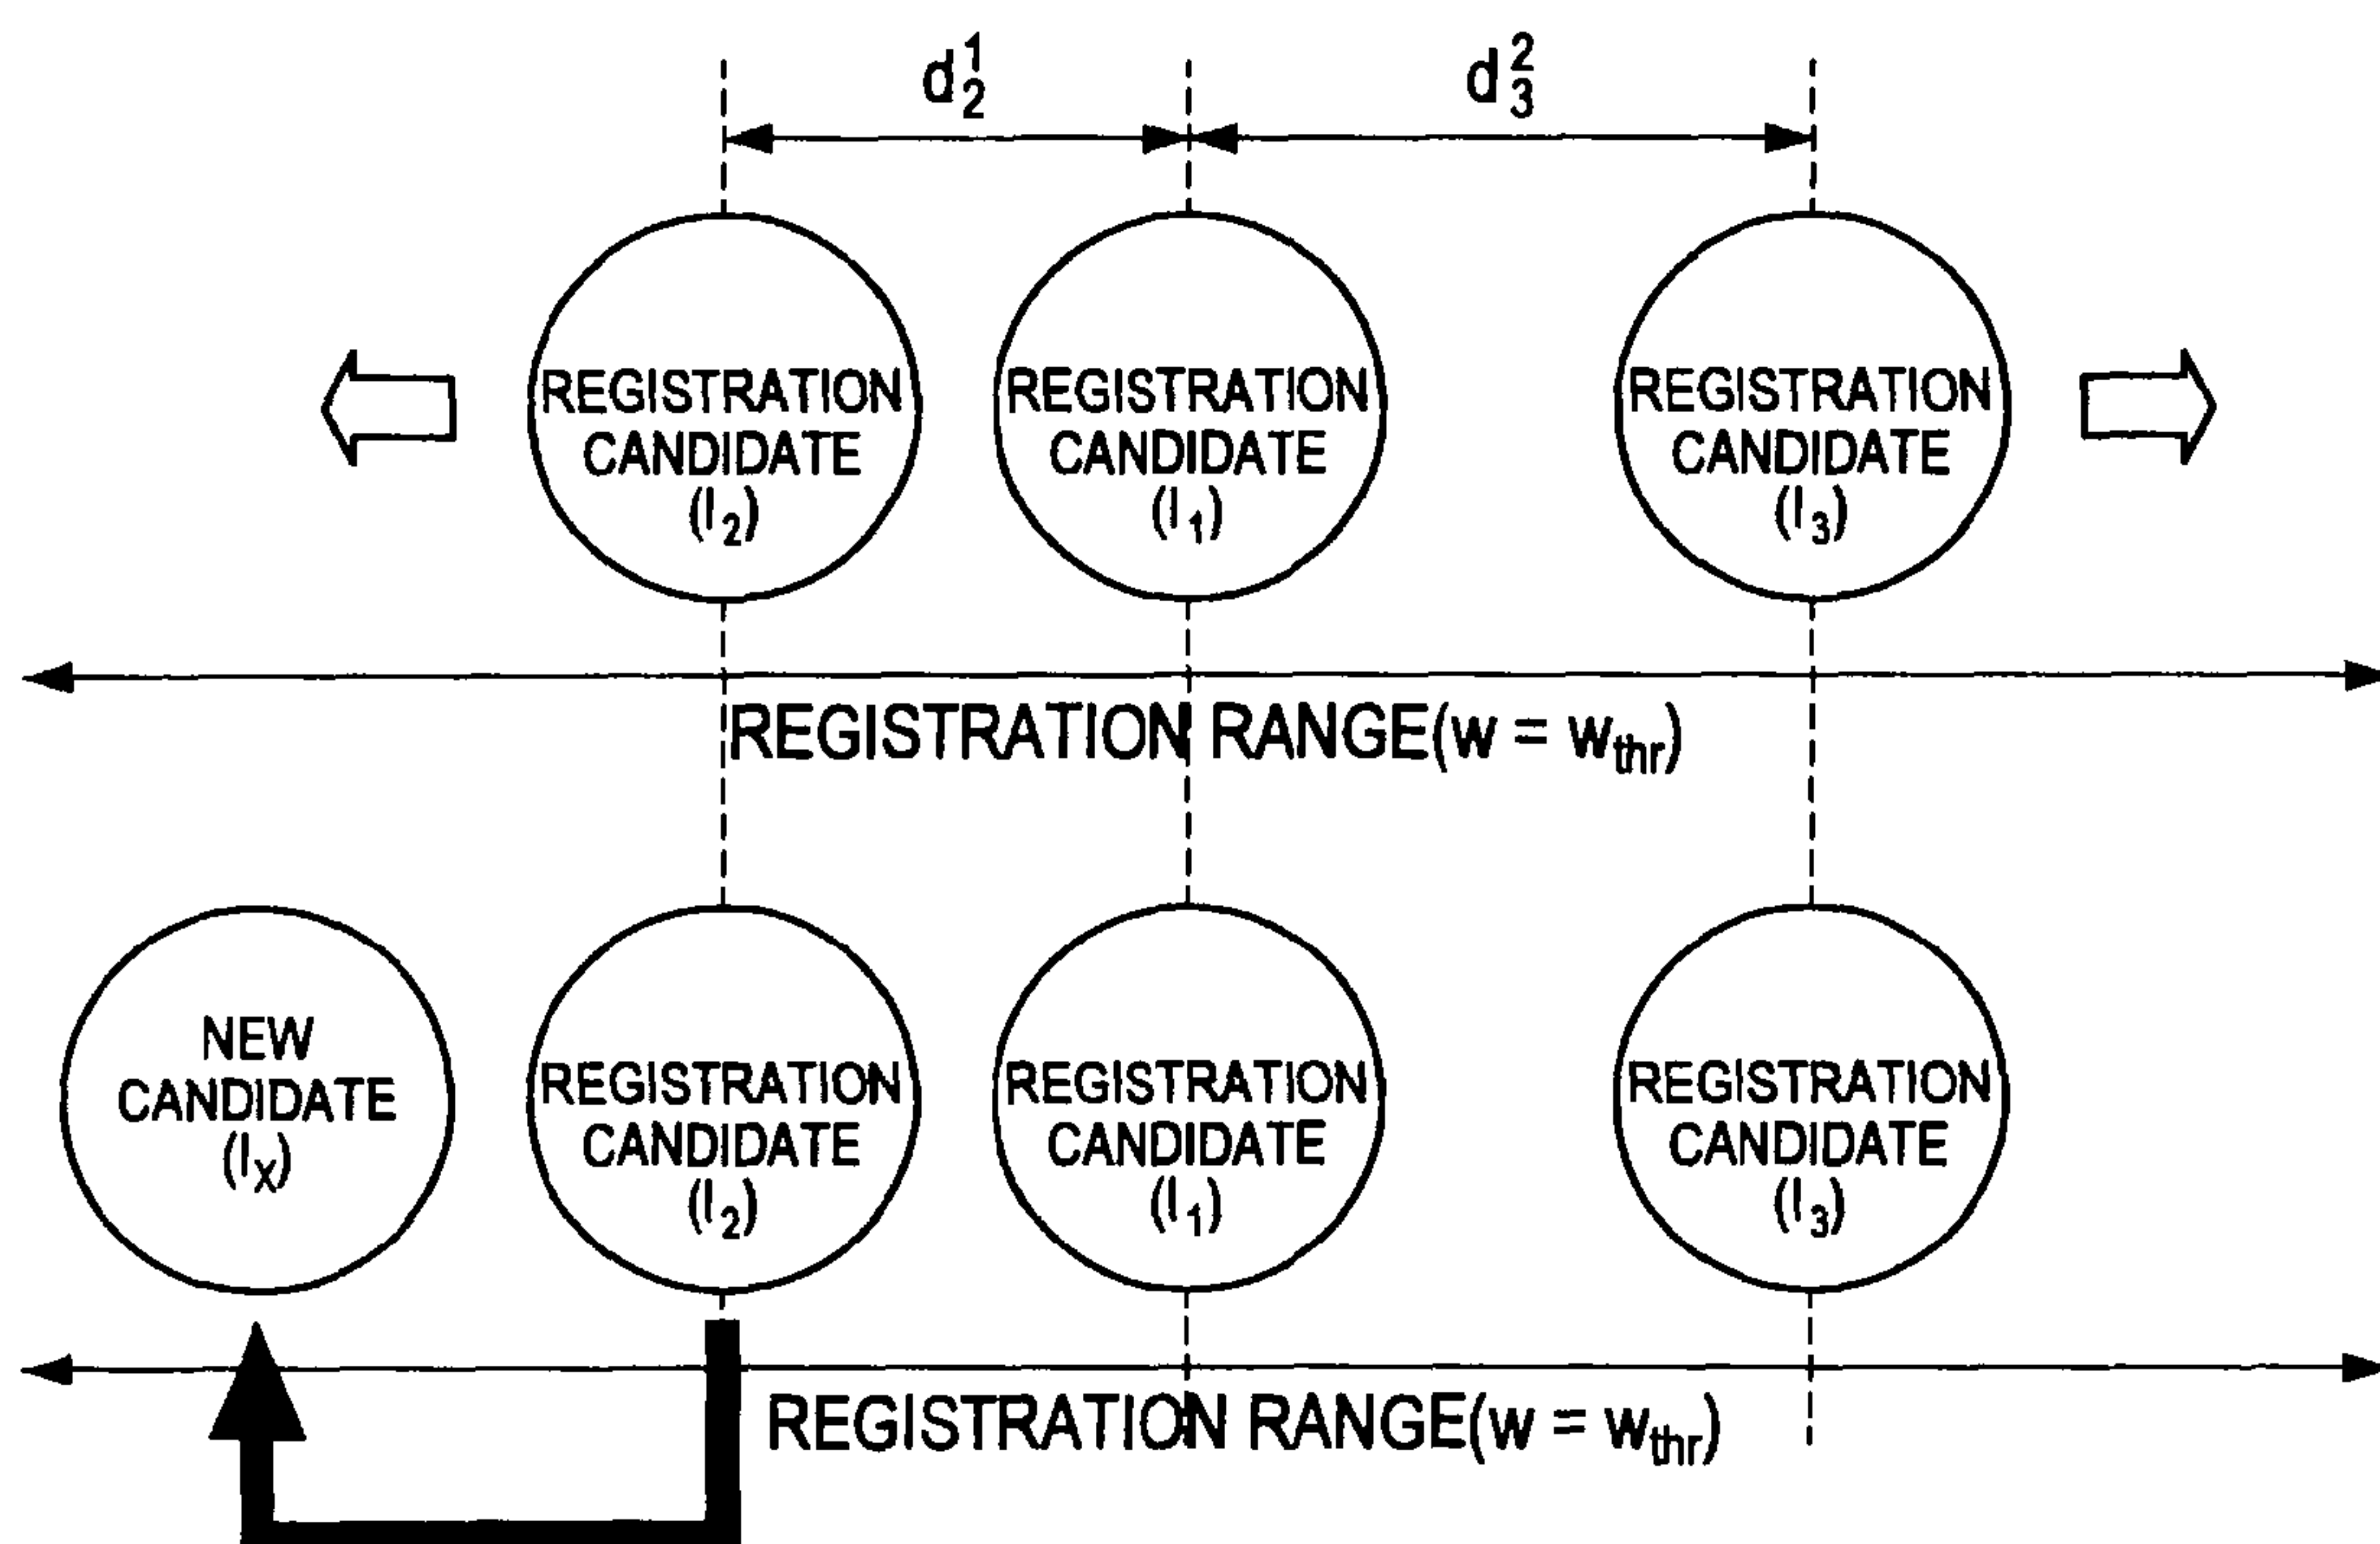 d₂¹ d₃²
REGISTRATION REGISTRATION REGISTRATION
CANDIDATE CANDIDATE CANDIDATE
(I₂) (I₁) (I₃)
REGISTRATION RANGE(w = wₜₕᵣ)
NEW
CANDIDATE
(Iₓ)
REGISTRATION
CANDIDATE
(I₂)
REGISTRATION
CANDIDATE
(I₁)
REGISTRATION
CANDIDATE
(I₃)
REGISTRATION RANGE(w = wₜₕᵣ)